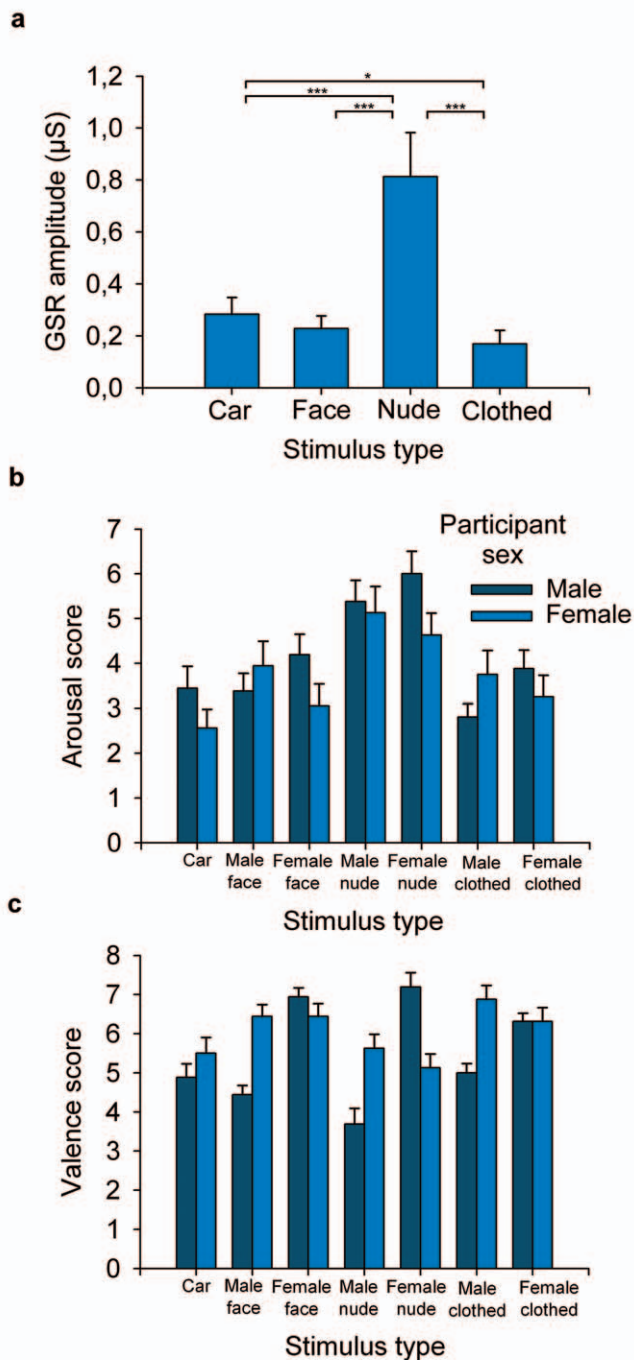 a
1,2
1,0
0,8
0,6
0,4
0,2
0,0
GSR amplitude (µS)
*
***
*** ***
Car Face Nude Clothed
Stimulus type
b
7
6
5
4
3
2
1
0
Arousal score
Participant
sex
Male
Female
Car Male Female Male Female Male Female
face face nude nude clothed clothed
Stimulus type
c
8
7
6
5
4
3
2
1
0
Valence score
Car Male Female Male Female Male Female
face face nude nude clothed clothed
Stimulus type